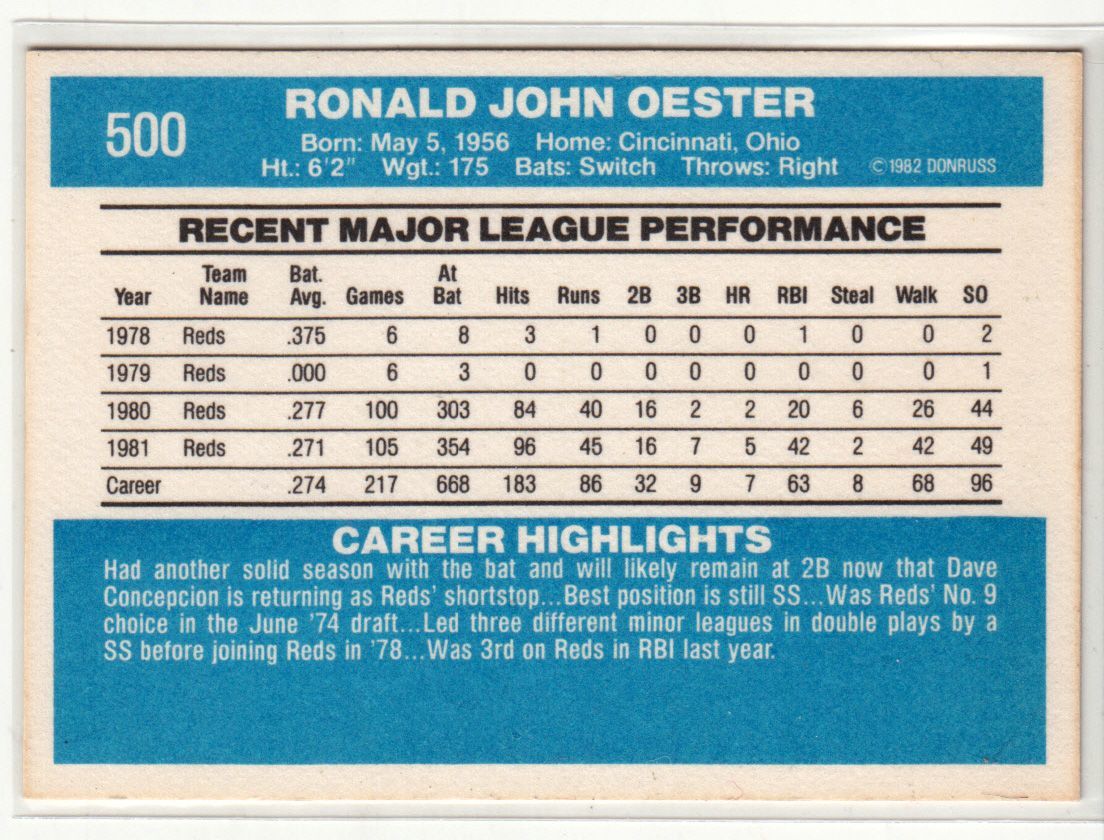 500
RONALD JOHN OESTER
Born: May 5, 1956 Home: Cincinnati, Ohio
Ht.: 6'2" Wgt.: 175 Bats: Switch Throws: Right ©1982 DONRUSS
RECENT MAJOR LEAGUE PERFORMANCE
Year Team Name Bat. Avg. Games At Bat Hits Runs 2B 3B HR RBI Steal Walk SO
1978 Reds .375 6 8 3 1 0 0 0 1 0 0 2
1979 Reds .000 6 3 0 0 0 0 0 0 0 0 1
1980 Reds .277 100 303 84 40 16 2 2 20 6 26 44
1981 Reds .271 105 354 96 45 16 7 5 42 2 42 49
Career .274 217 668 183 86 32 9 7 63 8 68 96
CAREER HIGHLIGHTS
Had another solid season with the bat and will likely remain at 2B now that Dave
Concepcion is returning as Reds' shortstop...Best position is still SS...Was Reds' No. 9
choice in the June '74 draft...Led three different minor leagues in double plays by a
SS before joining Reds in '78...Was 3rd on Reds in RBI last year.